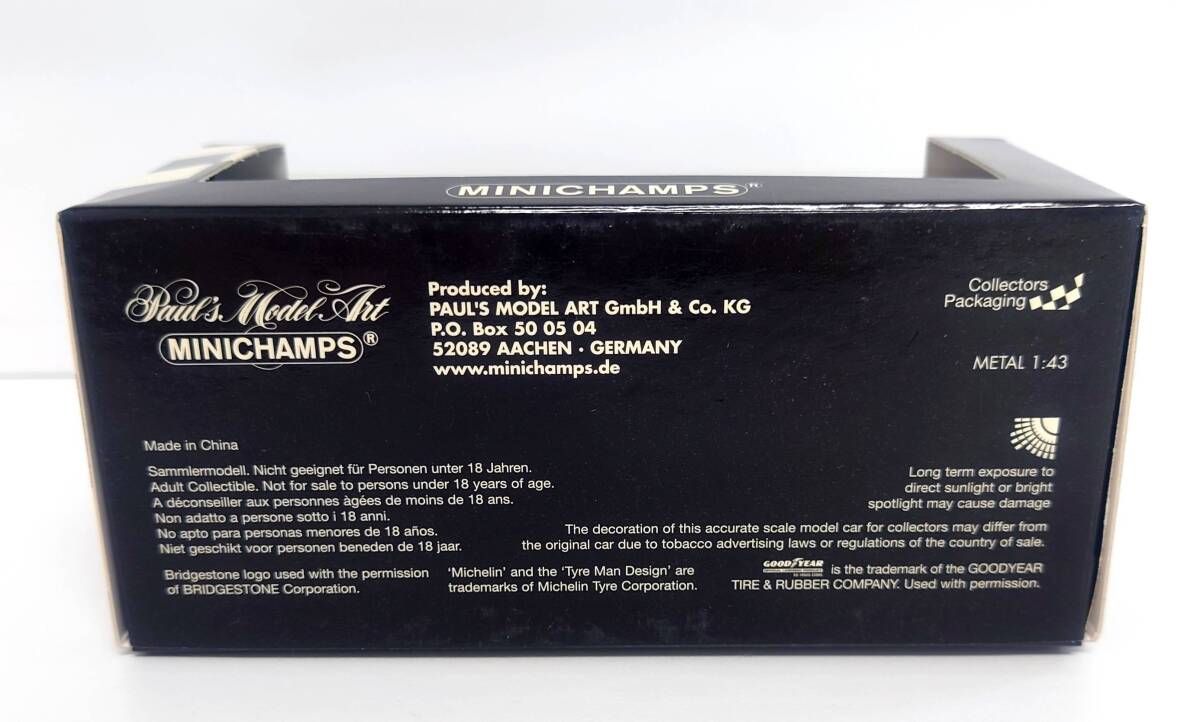 MINICHAMPS®
Paul's Model Art
MINICHAMPS®
Produced by:
PAUL'S MODEL ART GmbH & Co. KG
P.O. Box 50 05 04
52089 AACHEN · GERMANY
www.minichamps.de
Collectors
Packaging
METAL 1:43
Made in China
Sammlermodell. Nicht geeignet für Personen unter 18 Jahren.
Adult Collectible. Not for sale to persons under 18 years of age.
A déconseiller aux personnes àgées de moins de 18 ans.
Non adatto a persone sotto i 18 anni.
No apto para personas menores de 18 años.
Niet geschikt voor personen beneden de 18 jaar.
Long term exposure to
direct sunlight or bright
spotlight may cause damage
The decoration of this accurate scale model car for collectors may differ from
the original car due to tobacco advertising laws or regulations of the country of sale.
Bridgestone logo used with the permission
of BRIDGESTONE Corporation.
'Michelin' and the 'Tyre Man Design' are
trademarks of Michelin Tyre Corporation.
GOODYEAR is the trademark of the GOODYEAR
TIRE & RUBBER COMPANY. Used with permission.